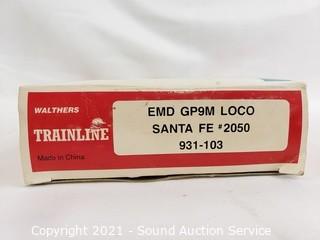 WALTHERS
TRAINLINE
Made in China
EMD GP9M LOCO
SANTA FE #2050
931-103
Copyright 2021 - Sound Auction Service